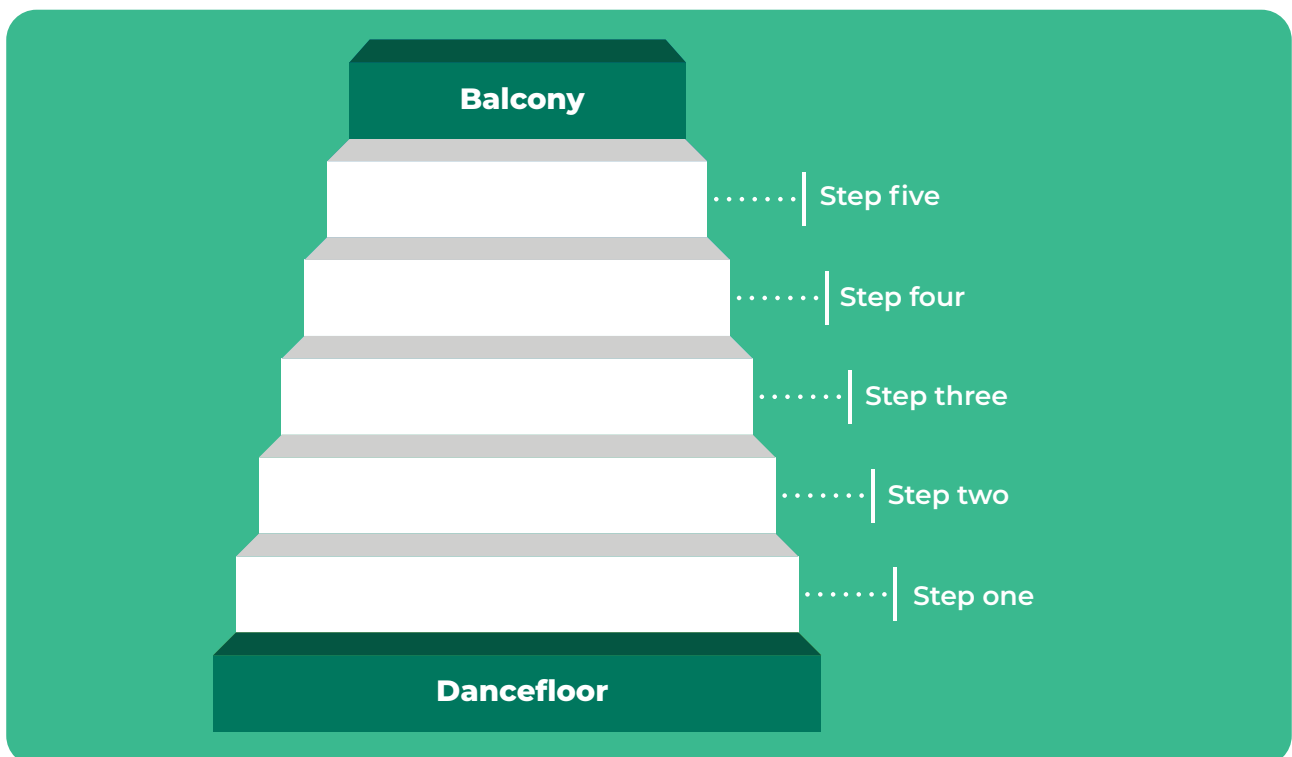 Balcony
Step five
Step four
Step three
Step two
Step one
Dancefloor